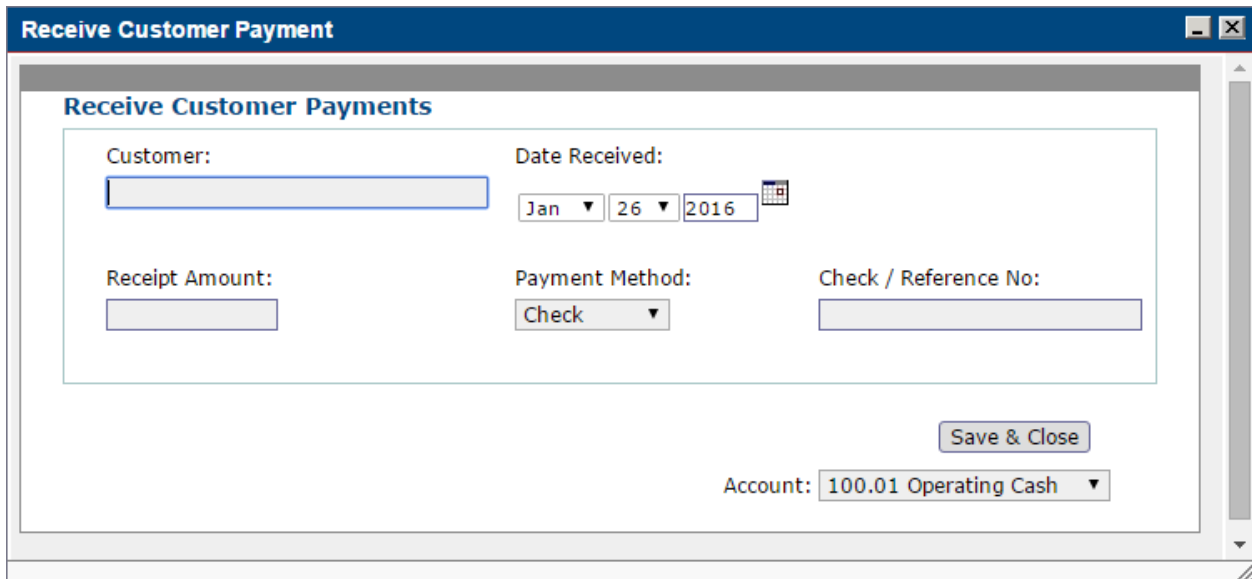 Receive Customer Payment
Receive Customer Payments
Customer: Date Received:
Jan 26 2016
Receipt Amount: Payment Method: Check / Reference No:
Check
Save & Close
Account: 100.01 Operating Cash